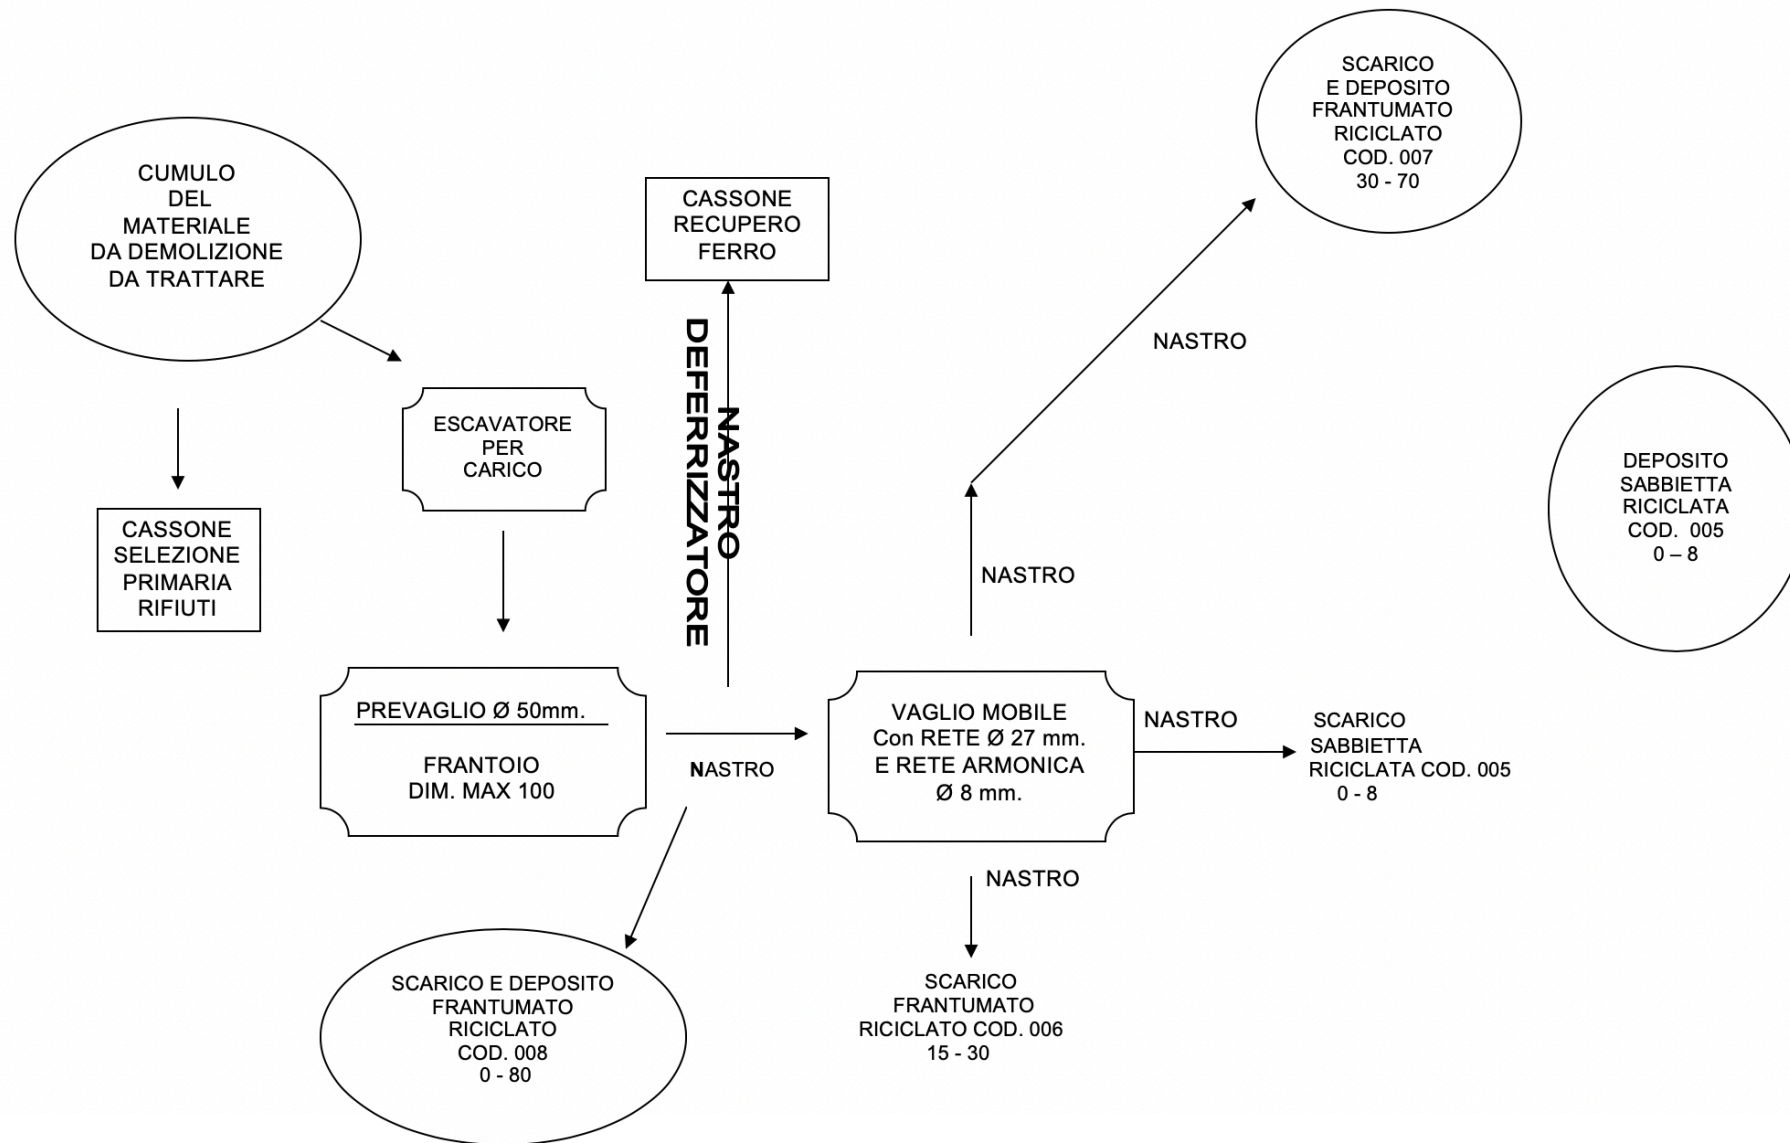 CUMULO
DEL
MATERIALE
DA DEMOLIZIONE
DA TRATTARE
CASSONE
SELEZIONE
PRIMARIA
RIFIUTI
ESCAVATORE
PER
CARICO
PREVAGLIO Ø 50mm.
FRANTOIO
DIM. MAX 100
CASSONE
RECUPERO
FERRO
NASTRO
DEFERRIZZATORE
NASTRO
SCARICO E DEPOSITO
FRANTUMATO
RICICLATO
COD. 008
0 - 80
VAGLIO MOBILE
Con RETE Ø 27 mm.
E RETE ARMONICA
Ø 8 mm.
NASTRO
NASTRO
SCARICO
E DEPOSITO
FRANTUMATO
RICICLATO
COD. 007
30 - 70
NASTRO
SCARICO
SABBIETTA
RICICLATA COD. 005
0 - 8
DEPOSITO
SABBIETTA
RICICLATA
COD.  005
0 – 8
NASTRO
SCARICO
FRANTUMATO
RICICLATO COD. 006
15 - 30